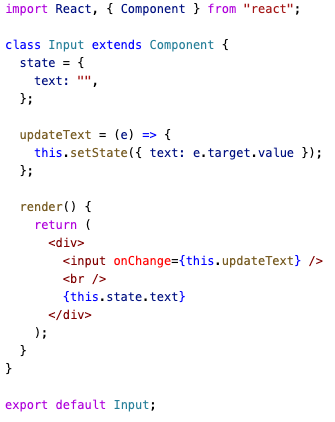 import React, { Component } from "react";

class Input extends Component {
  state = {
    text: "",
  };

  updateText = (e) => {
    this.setState({ text: e.target.value });
  };

  render() {
    return (
      <div>
        <input onChange={this.updateText} />
        <br />
        {this.state.text}
      </div>
    );
  }
}

export default Input;